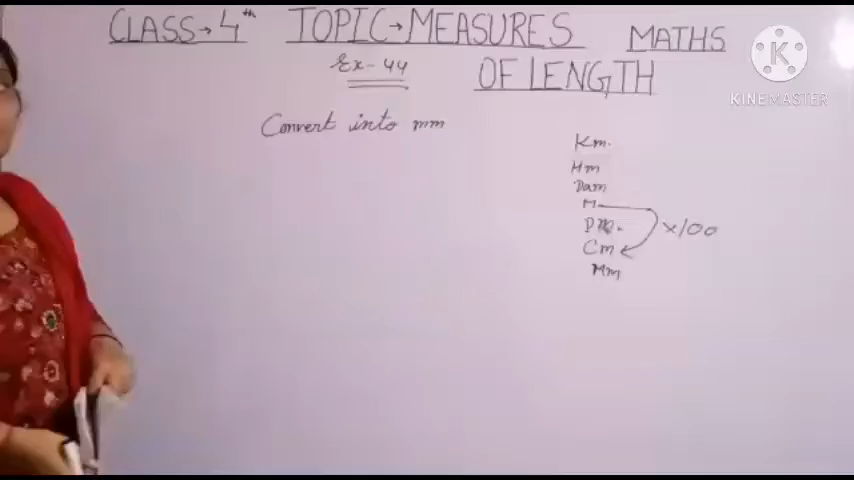 CLASS → 4th TOPIC → MEASURES MATHS
Ex - 44 OF LENGTH
KINEMASTER
Convert into mm
Km.
Hm
Dam
M
Dm.
Cm
×100
Mm